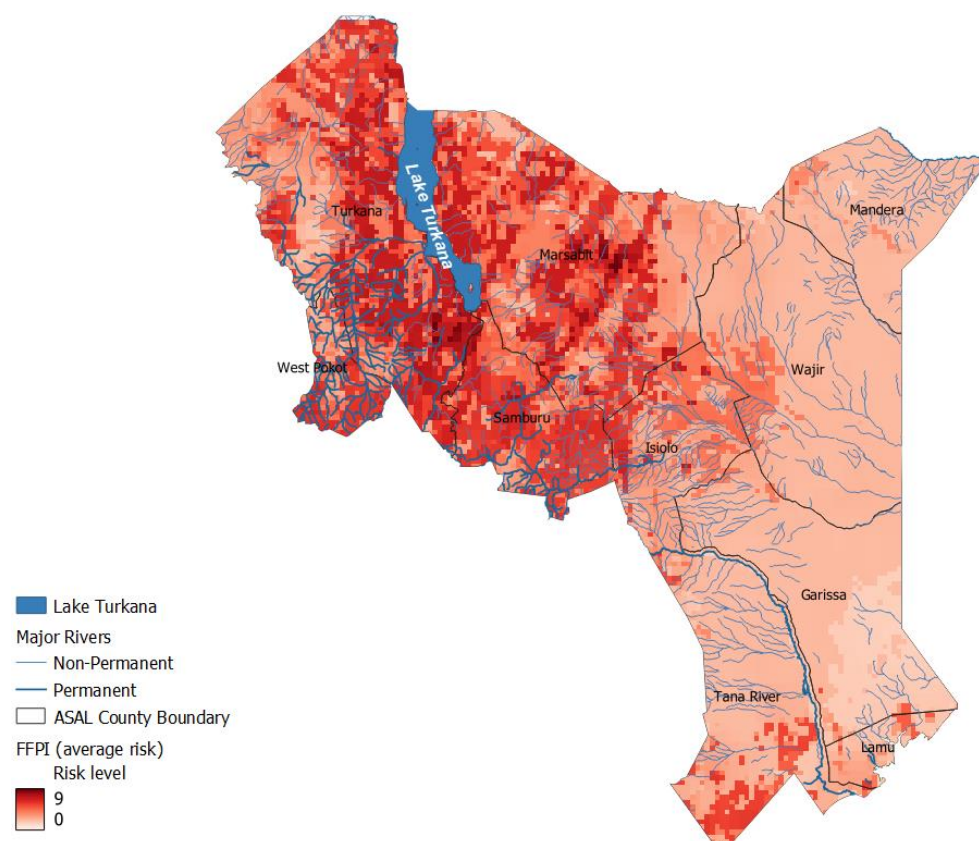 Lake Turkana
Turkana
Marsabit
Mandera
West Pokot
Samburu
Wajir
Isiolo
Garissa
Tana River
Lamu
Lake Turkana
Major Rivers
Non-Permanent
Permanent
ASAL County Boundary
FFPI (average risk)
Risk level
9
0